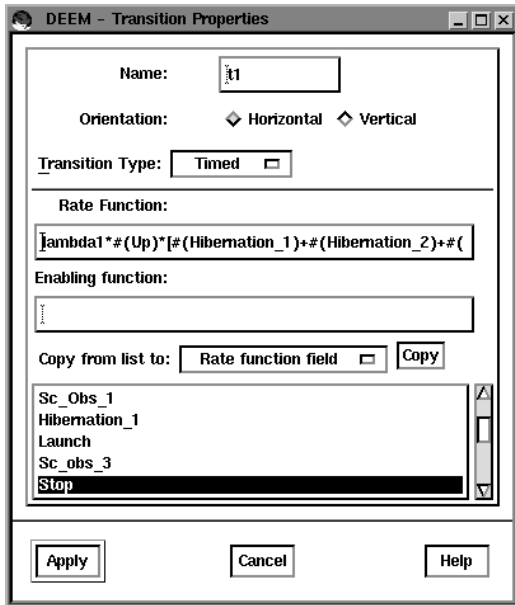 DEEM - Transition Properties
Name: t1
Orientation: Horizontal Vertical
Transition Type: Timed
Rate Function:
lambda1*#(Up)*[#(Hibernation_1)+#(Hibernation_2)+#(
Enabling function:
Copy from list to: Rate function field Copy
Sc_Obs_1
Hibernation_1
Launch
Sc_obs_3
Stop
Apply Cancel Help